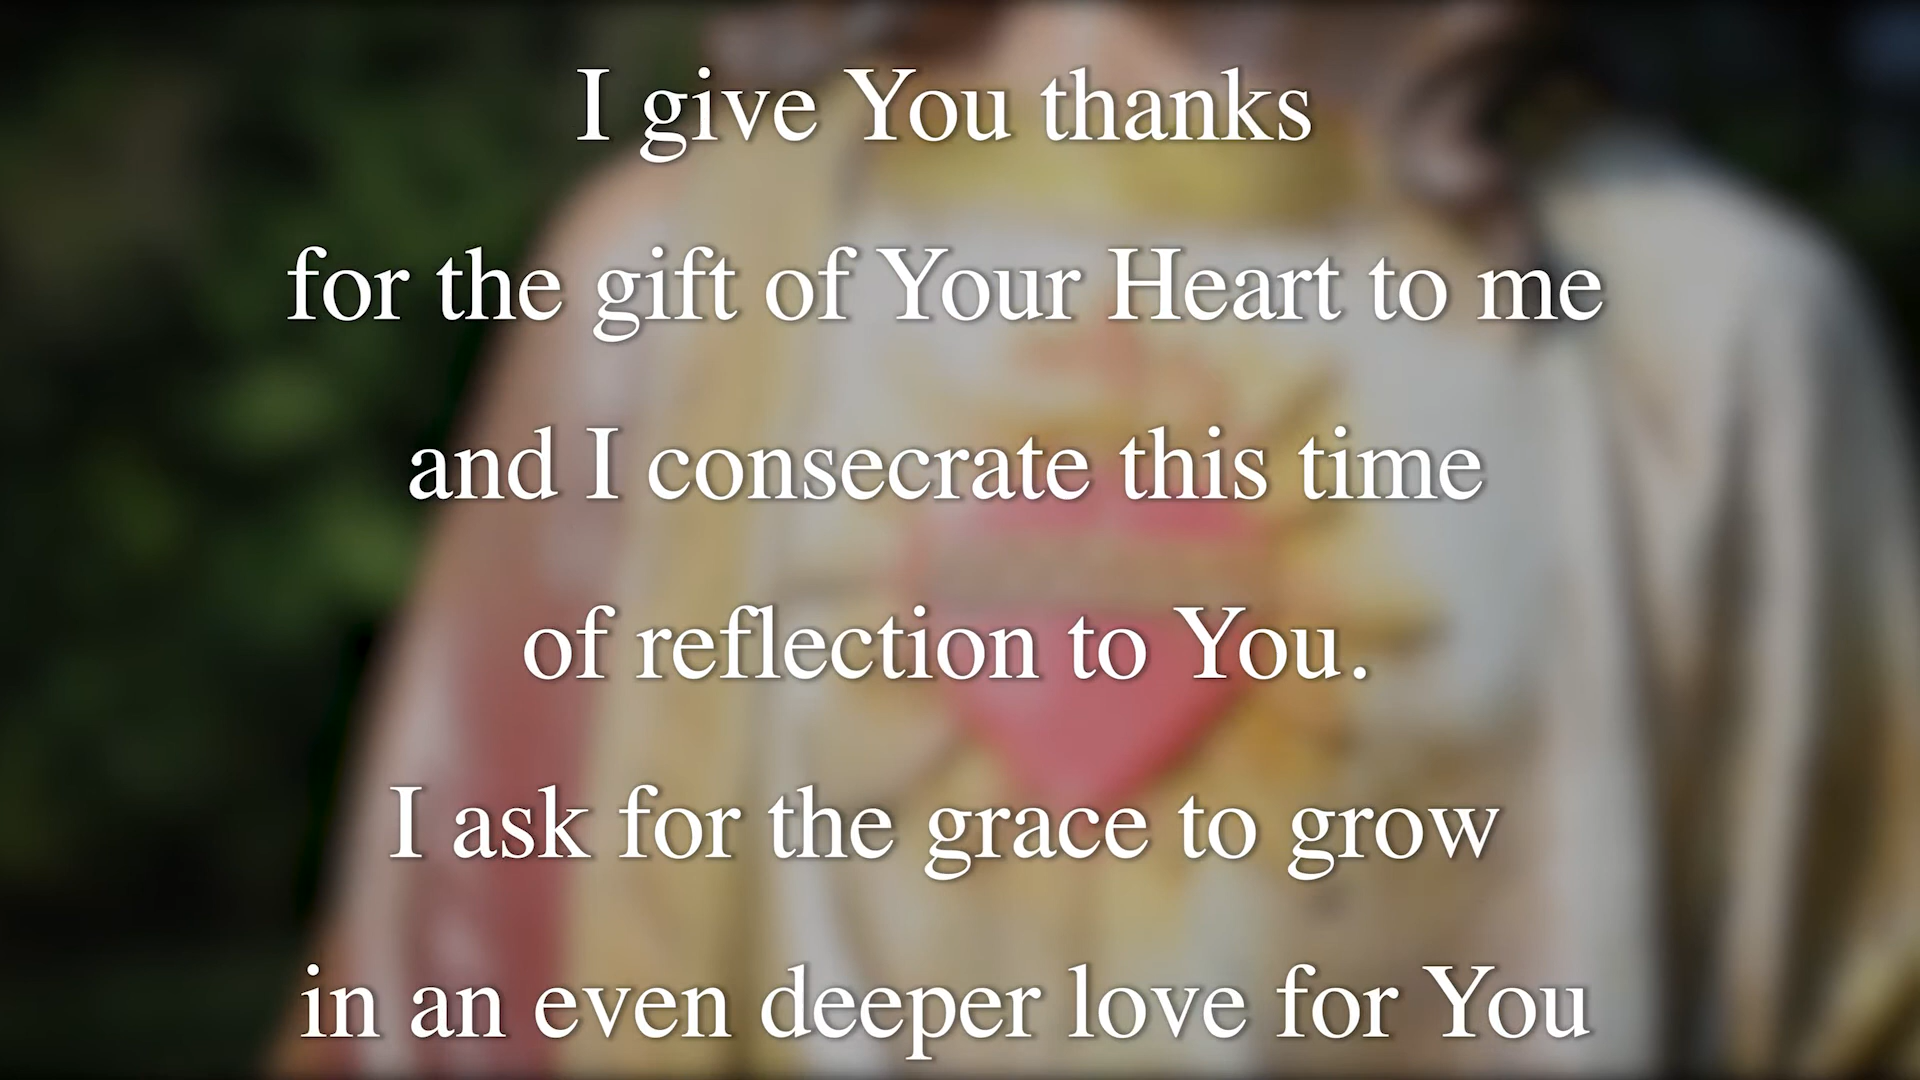 I give You thanks
for the gift of Your Heart to me
and I consecrate this time
of reflection to You.
I ask for the grace to grow
in an even deeper love for You